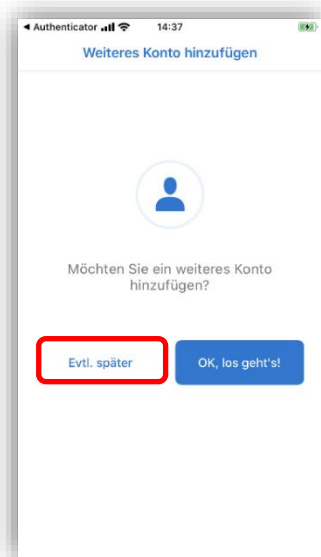 Authenticator 14:37
Weiteres Konto hinzufügen
Möchten Sie ein weiteres Konto
hinzufügen?
Evtl. später OK, los geht's!